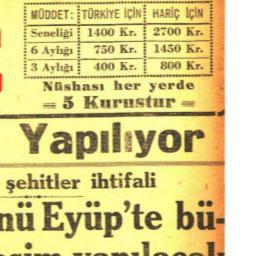 MÜDDET: TÜRKİYE İÇİN HARİÇ İÇİN
Seneliği 1400 Kr. 2700 Kr.
6 Aylığı 750 Kr. 1450 Kr.
3 Aylığı 400 Kr. 800 Kr.
Nüshası her yerde
= 5 Kuruştur =
Yapılıyor
şehitler ihtifali
nü Eyüp'te bü-